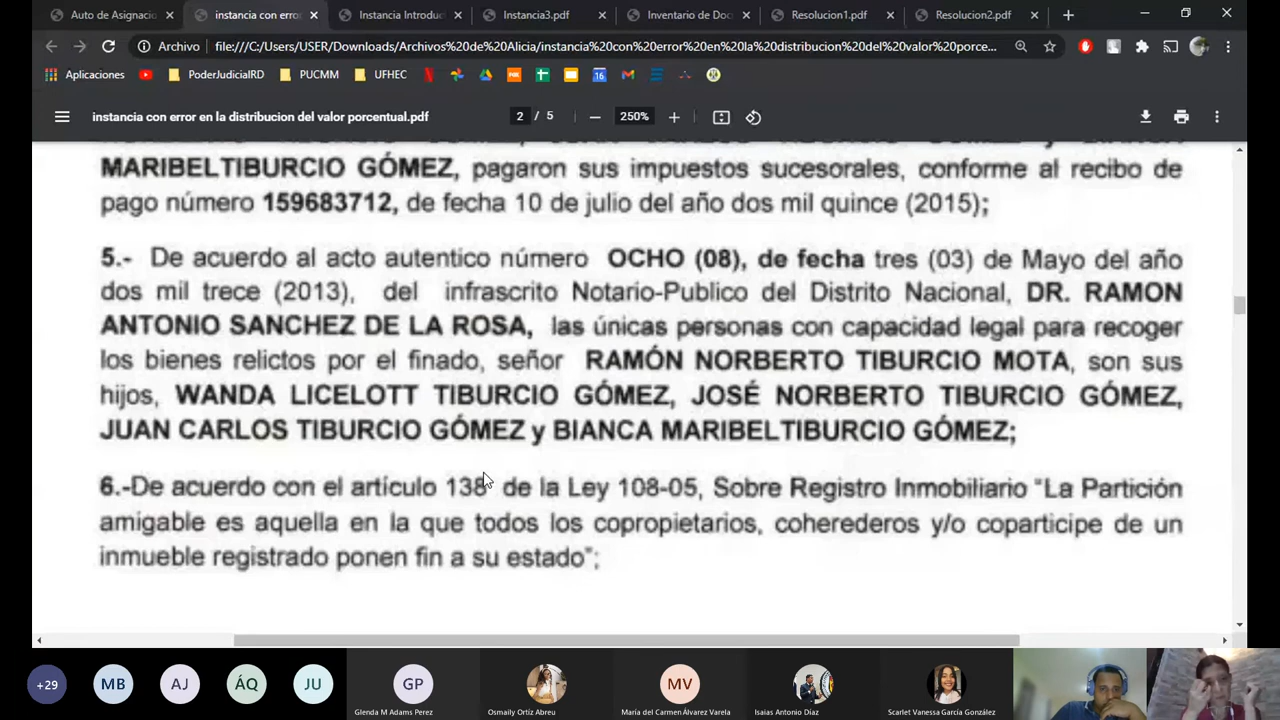 Auto de Asignació
instancia con erro
Instancia Introduc
Instancia3.pdf
Inventario de Doc
Resolucion1.pdf
Resolucion2.pdf
Archivo
file:///C:/Users/USER/Downloads/Archivos%20de%20Alicia/instancia%20con%20error%20en%20la%20distribucion%20del%20valor%20porce...
Aplicaciones
PoderJudicialRD
PUCMM
UFHEC
instancia con error en la distribucion del valor porcentual.pdf
2 / 5
250%
MARIBELTIBURCIO GÓMEZ, pagaron sus impuestos sucesorales, conforme al recibo de
pago número 159683712, de fecha 10 de julio del año dos mil quince (2015);
5.- De acuerdo al acto autentico número OCHO (08), de fecha tres (03) de Mayo del año
dos mil trece (2013), del infrascrito Notario-Publico del Distrito Nacional, DR. RAMON
ANTONIO SANCHEZ DE LA ROSA, las únicas personas con capacidad legal para recoger
los bienes relictos por el finado, señor RAMÓN NORBERTO TIBURCIO MOTA, son sus
hijos, WANDA LICELOTT TIBURCIO GÓMEZ, JOSÉ NORBERTO TIBURCIO GÓMEZ,
JUAN CARLOS TIBURCIO GÓMEZ y BIANCA MARIBELTIBURCIO GÓMEZ;
6.-De acuerdo con el artículo 138 de la Ley 108-05, Sobre Registro Inmobiliario "La Partición
amigable es aquella en la que todos los copropietarios, coherederos y/o coparticipe de un
inmueble registrado ponen fin a su estado";
+29
MB
AJ
ÁQ
JU
GP
Glenda M Adams Perez
Osmaily Ortiz Abreu
MV
María del Carmen Álvarez Varela
Isaias Antonio Díaz
Scarlet Vanessa García González